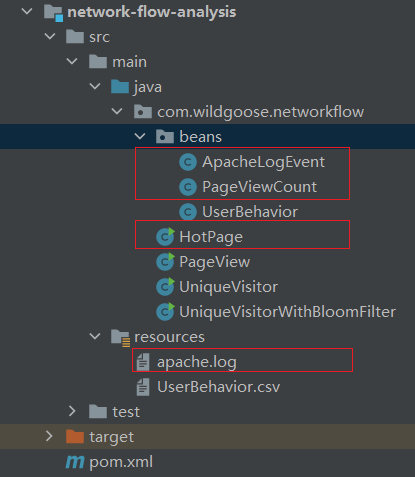 network-flow-analysis
src
main
java
com.wildgoose.networkflow
beans
ApacheLogEvent
PageViewCount
UserBehavior
HotPage
PageView
UniqueVisitor
UniqueVisitorWithBloomFilter
resources
apache.log
UserBehavior.csv
test
target
pom.xml